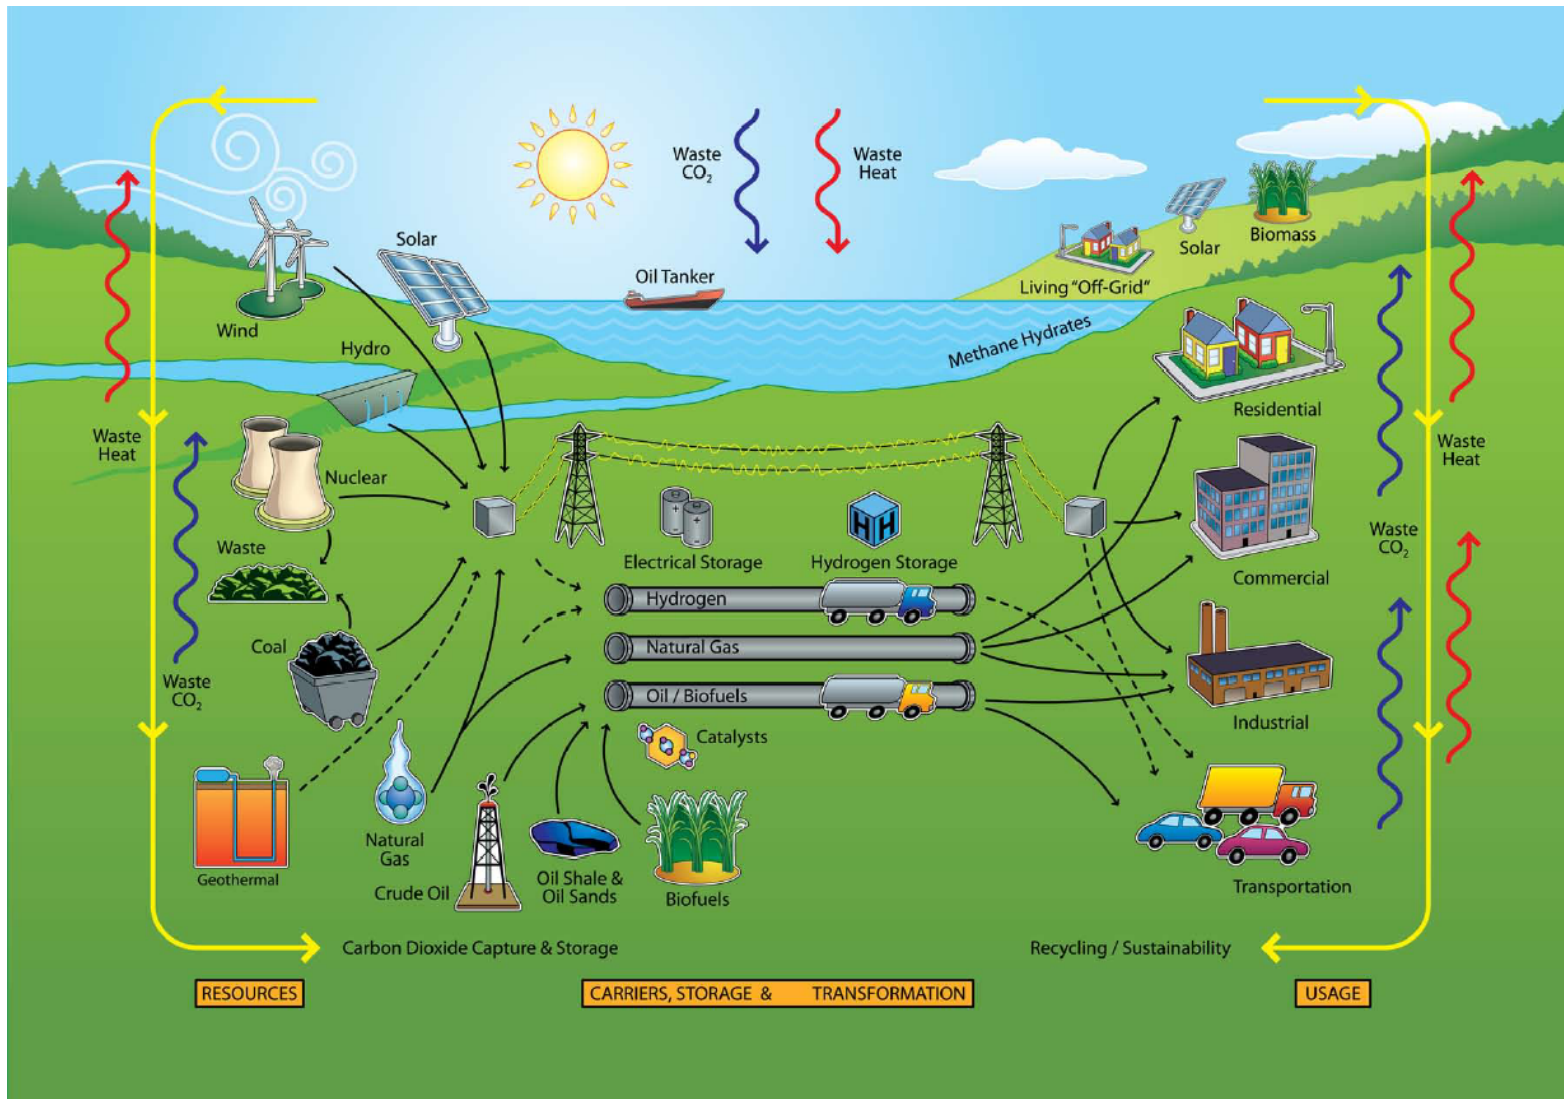 Waste
CO₂
Waste
Heat
Solar
Wind
Oil Tanker
Solar
Biomass
Living "Off-Grid"
Hydro
Methane Hydrates
Residential
Waste
Heat
Nuclear
Waste
Heat
Waste
Electrical Storage
Hydrogen Storage
Waste
CO₂
Commercial
Hydrogen
HH
Coal
Natural Gas
Waste
CO₂
Oil / Biofuels
Industrial
Catalysts
Natural
Gas
Geothermal
Crude Oil
Oil Shale &
Oil Sands
Biofuels
Transportation
Carbon Dioxide Capture & Storage
Recycling / Sustainability
RESOURCES
CARRIERS, STORAGE & TRANSFORMATION
USAGE